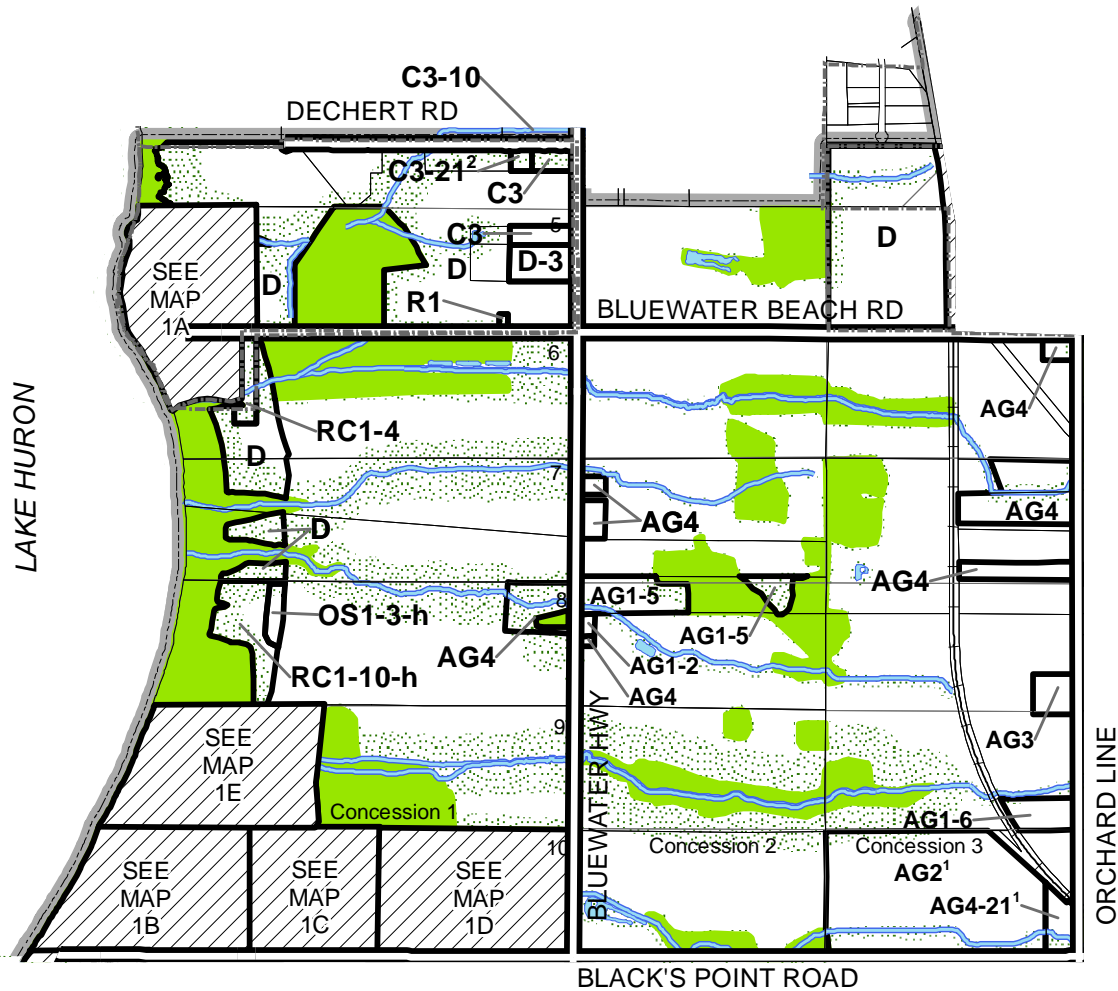 C3-10
DECHERT RD
C3-21²
C3
C3
5
D
D-3
D
D
SEE
MAP
1A
R1
BLUEWATER BEACH RD
6
AG4
LAKE HURON
RC1-4
D
7
AG4
AG4
D
AG4
OS1-3-h
8
AG1-5
AG1-5
AG4
AG1-2
RC1-10-h
AG4
BLUEWATER HWY
9
AG3
ORCHARD LINE
SEE
MAP
1E
Concession 1
AG1-6
10
Concession 2
Concession 3
AG2¹
SEE
MAP
1B
SEE
MAP
1C
SEE
MAP
1D
AG4-21¹
BLACK'S POINT ROAD